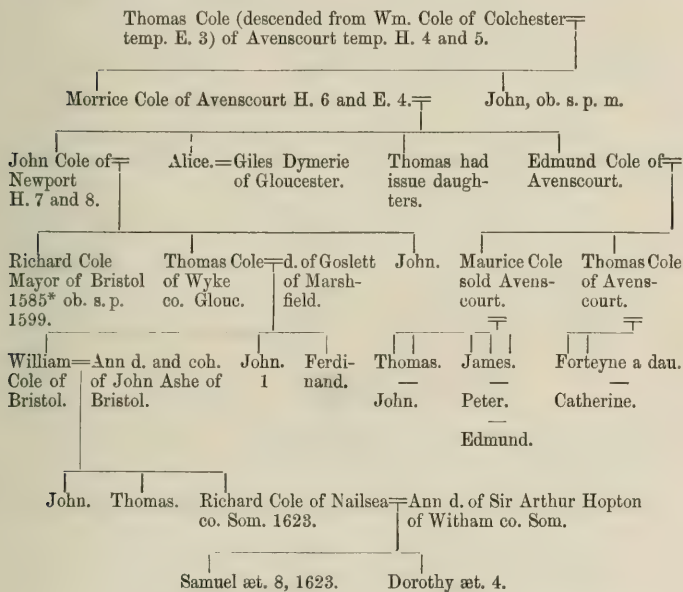 Thomas Cole (descended from Wm. Cole of Colchester
temp. E. 3) of Avenscourt temp. H. 4 and 5.
Morrice Cole of Avenscourt H. 6 and E. 4.
John, ob. s. p. m.
John Cole of
Newport
H. 7 and 8.
Alice. = Giles Dymerie
of Gloucester.
Thomas had
issue daugh-
ters.
Edmund Cole of
Avenscourt.
Richard Cole
Mayor of Bristol
1585* ob. s. p.
1599.
Thomas Cole
of Wyke
co. Glouc.
d. of Goslett
of Marsh-
field.
John.
Maurice Cole
sold Avens-
court.
Thomas Cole
of Avens-
court.
William
Cole of
Bristol.
Ann d. and coh.
of John Ashe of
Bristol.
John.
1
Ferdi-
nand.
Thomas.
—
John.
James.
—
Peter.
—
Edmund.
Forteyne a dau.
—
Catherine.
John.
Thomas.
Richard Cole of Nailsea
co. Som. 1623.
Ann d. of Sir Arthur Hopton
of Witham co. Som.
Samuel æt. 8, 1623.
Dorothy æt. 4.